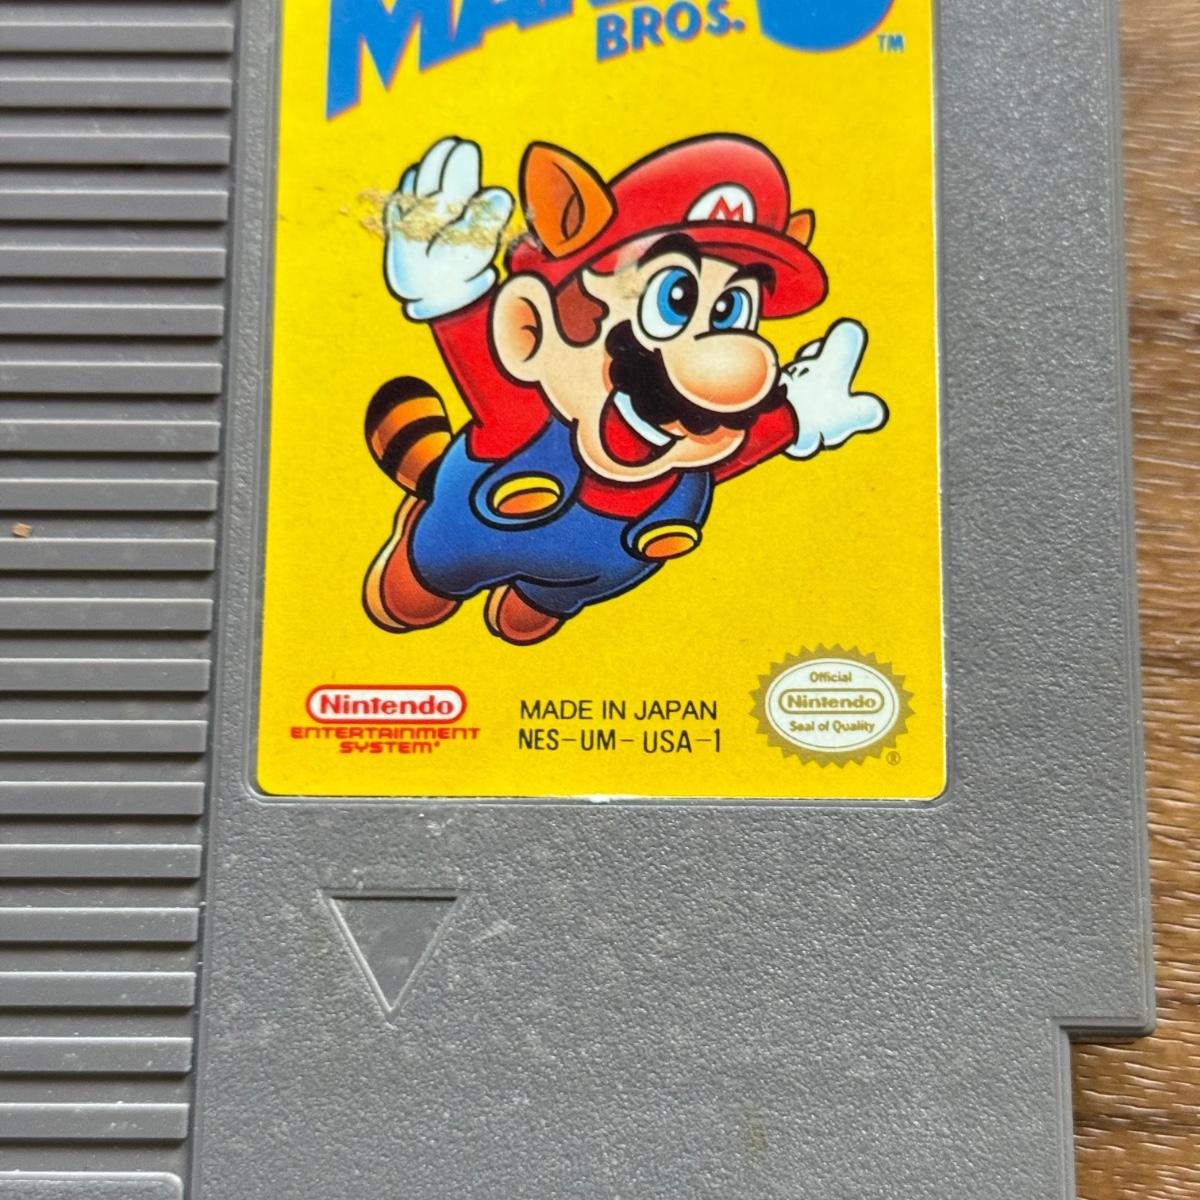 BROS.
TM
M
Nintendo
ENTERTAINMENT
SYSTEM
MADE IN JAPAN
NES-UM-USA-1
Official
Nintendo
Seal of Quality
®